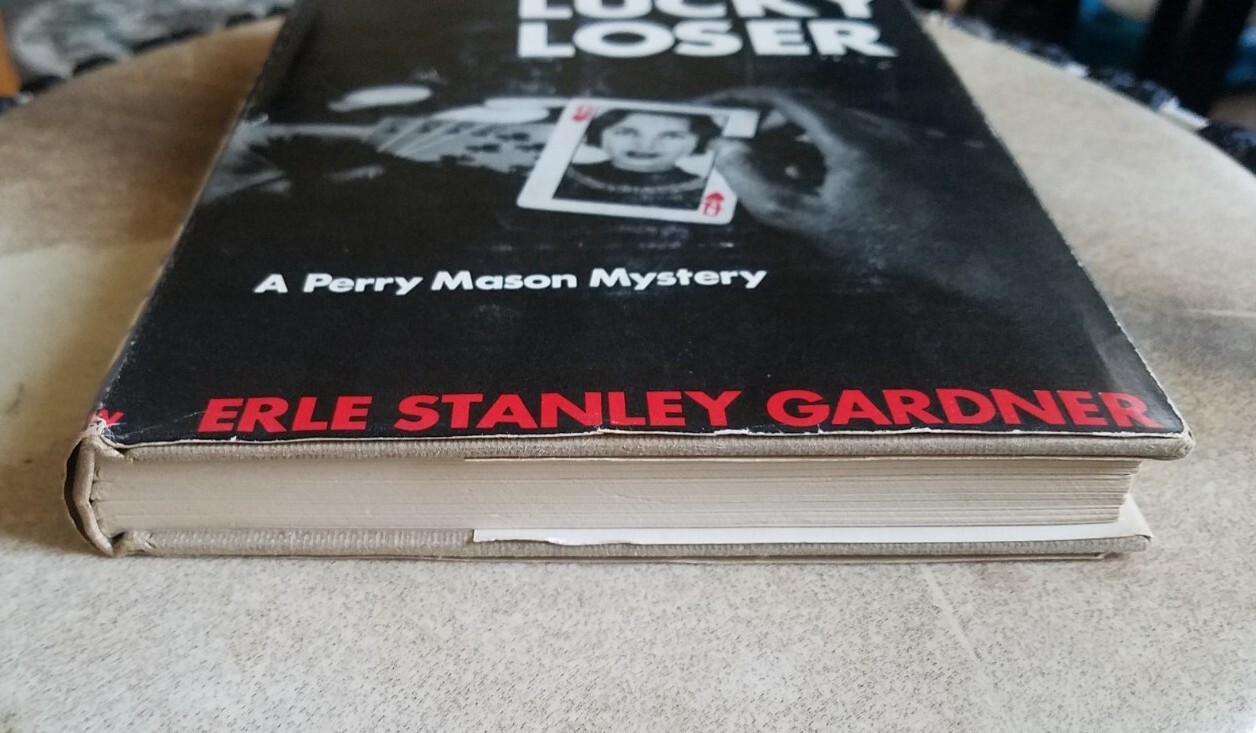 LUCKY
LOSER
A Perry Mason Mystery
ERLE STANLEY GARDNER